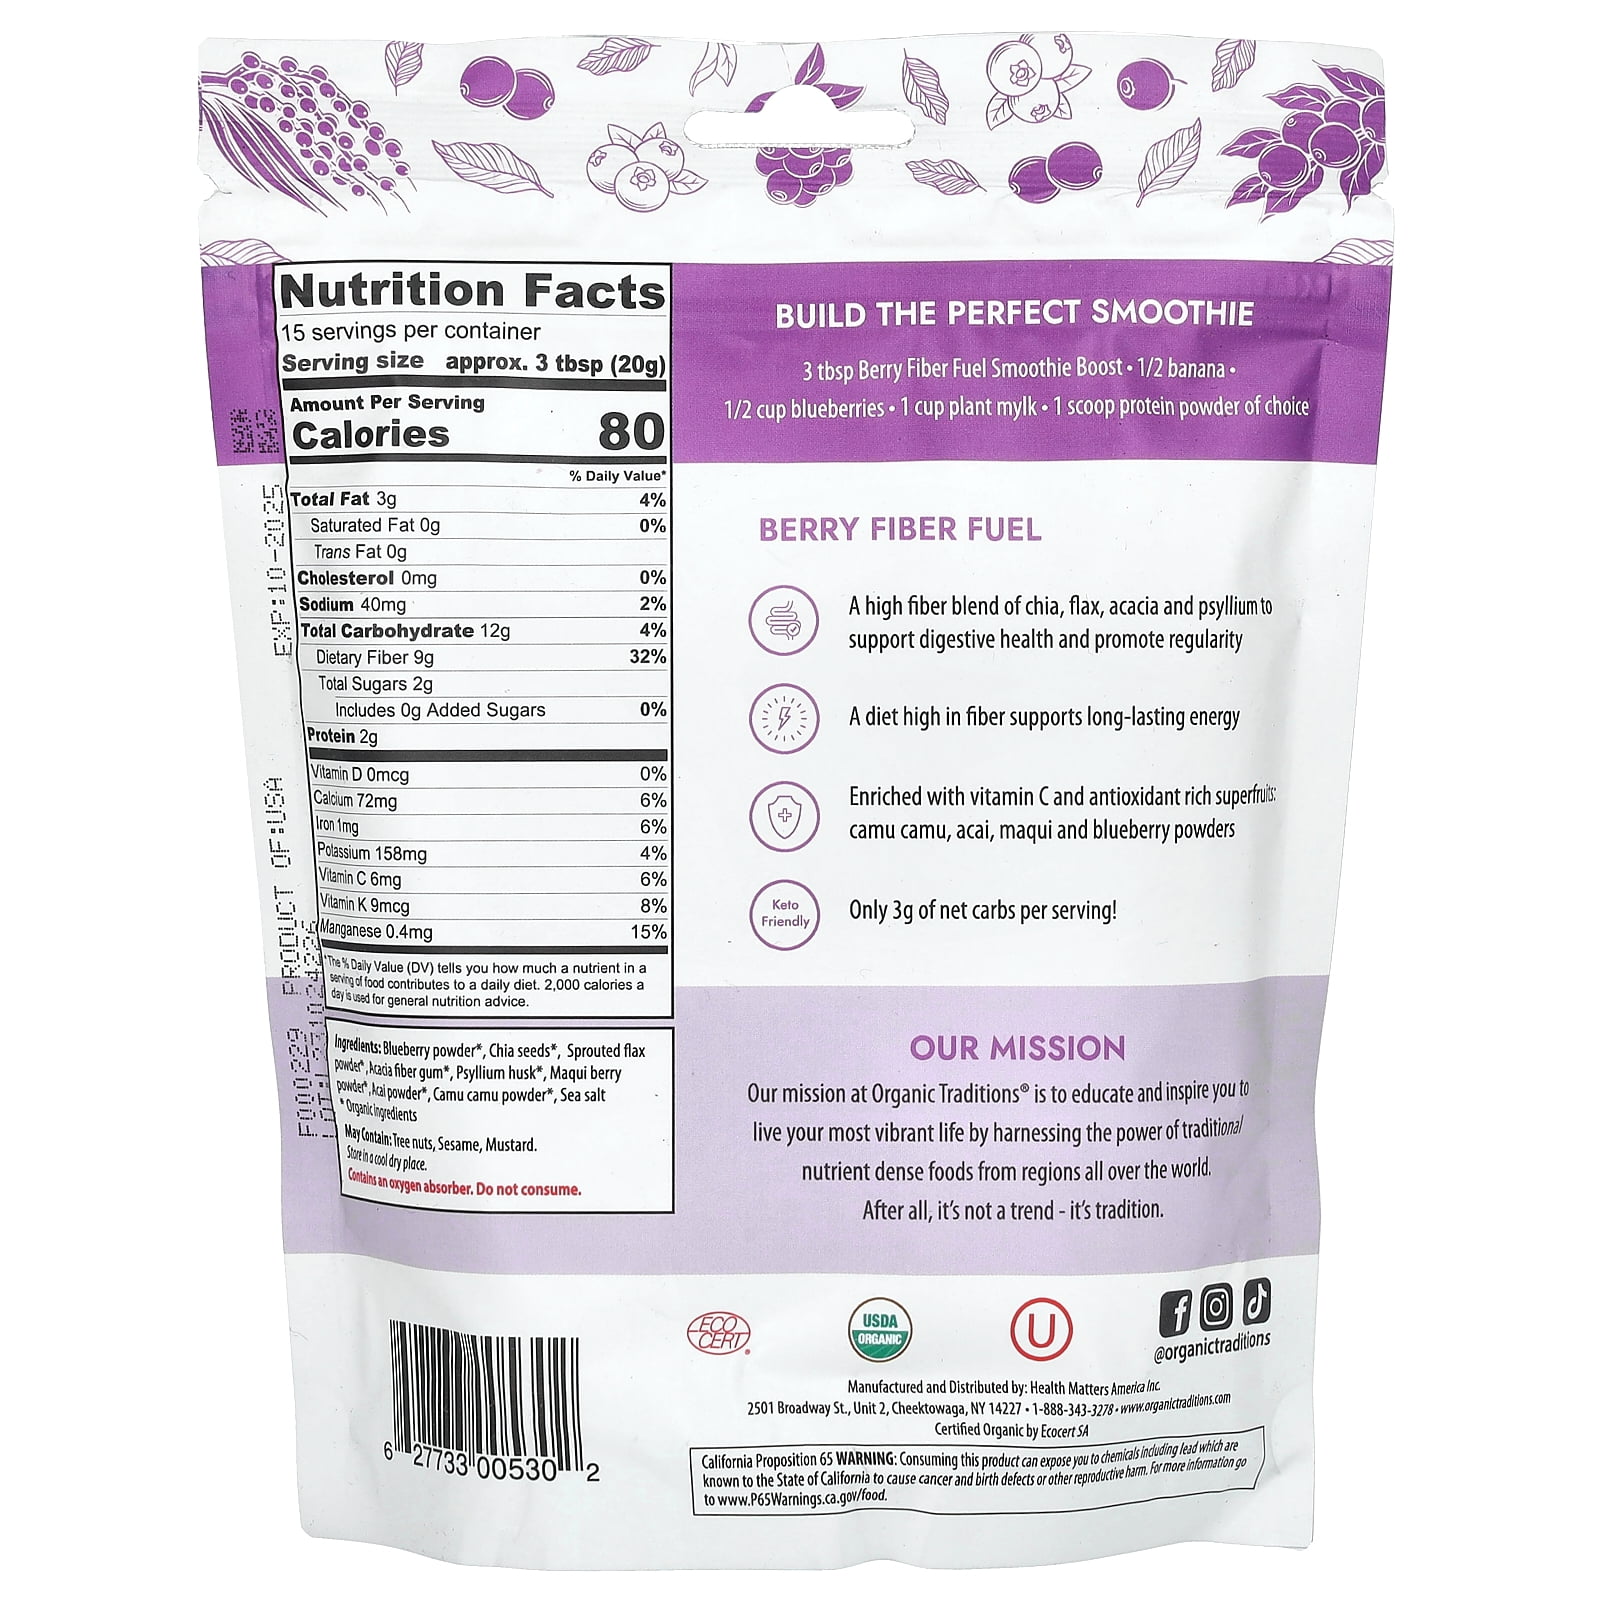 Nutrition Facts
15 servings per container
Serving size approx. 3 tbsp (20g)
Amount Per Serving
Calories 80
% Daily Value*
Total Fat 3g 4%
Saturated Fat 0g 0%
Trans Fat 0g
Cholesterol 0mg 0%
Sodium 40mg 2%
Total Carbohydrate 12g 4%
Dietary Fiber 9g 32%
Total Sugars 2g
Includes 0g Added Sugars 0%
Protein 2g
Vitamin D 0mcg 0%
Calcium 72mg 6%
Iron 1mg 6%
Potassium 158mg 4%
Vitamin C 6mg 6%
Vitamin K 9mcg 8%
Manganese 0.4mg 15%
*The % Daily Value (DV) tells you how much a nutrient in a
serving of food contributes to a daily diet. 2,000 calories a
day is used for general nutrition advice.
Ingredients: Blueberry powder*, Chia seeds*, Sprouted flax
powder*, Acacia fiber gum*, Psyllium husk*, Maqui berry
powder*, Acai powder*, Camu camu powder*, Sea salt
* Organic ingredients
May Contain: Tree nuts, Sesame, Mustard.
Store in a cool dry place.
Contains an oxygen absorber. Do not consume.
EXP:10-2025
PRODUCT OF:USA
BUILD THE PERFECT SMOOTHIE
3 tbsp Berry Fiber Fuel Smoothie Boost • 1/2 banana •
1/2 cup blueberries • 1 cup plant mylk • 1 scoop protein powder of choice
BERRY FIBER FUEL
A high fiber blend of chia, flax, acacia and psyllium to
support digestive health and promote regularity
A diet high in fiber supports long-lasting energy
Enriched with vitamin C and antioxidant rich superfruits:
camu camu, acai, maqui and blueberry powders
Keto
Friendly
Only 3g of net carbs per serving!
OUR MISSION
Our mission at Organic Traditions® is to educate and inspire you to
live your most vibrant life by harnessing the power of traditional
nutrient dense foods from regions all over the world.
After all, it's not a trend - it's tradition.
ECO
CERT®
USDA
ORGANIC
U
@organictraditions
Manufactured and Distributed by: Health Matters America Inc.
2501 Broadway St., Unit 2, Cheektowaga, NY 14227 • 1-888-343-3278 • www.organictraditions.com
Certified Organic by Ecocert SA
California Proposition 65 WARNING: Consuming this product can expose you to chemicals including lead which are
known to the State of California to cause cancer and birth defects or other reproductive harm. For more information go
to www.P65Warnings.ca.gov/food.
6 27733 00530 2